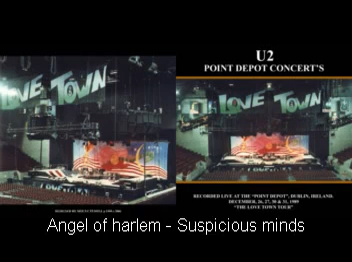 LOVE TOWN
U2
POINT DEPOT CONCERT'S
LOVE TOWN
RECORDED LIVE AT THE "POINT DEPOT", DUBLIN, IRELAND.
DECEMBER, 26, 27, 30 & 31, 1989
"THE LOVE TOWN TOUR"
Angel of harlem - Suspicious minds